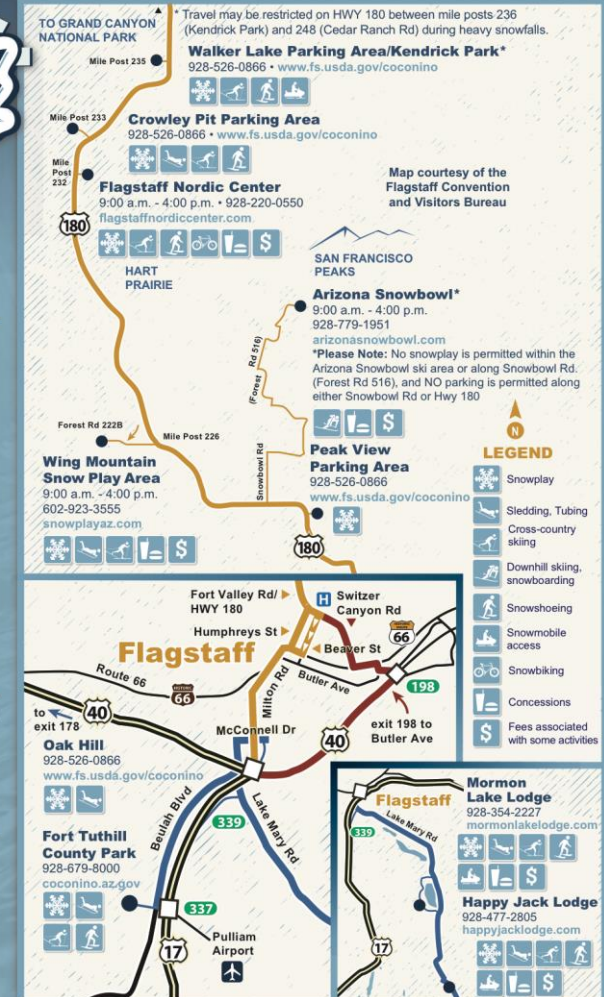 TO GRAND CANYON
NATIONAL PARK
* Travel may be restricted on HWY 180 between mile posts 236
(Kendrick Park) and 248 (Cedar Ranch Rd) during heavy snowfalls.
Mile Post 235
Walker Lake Parking Area/Kendrick Park*
928-526-0866 • www.fs.usda.gov/coconino
Mile Post 233
Crowley Pit Parking Area
928-526-0866 • www.fs.usda.gov/coconino
Mile
Post
232
Flagstaff Nordic Center
9:00 a.m. - 4:00 p.m. • 928-220-0550
flagstaffnordiccenter.com
$
Map courtesy of the
Flagstaff Convention
and Visitors Bureau
180
HART
PRAIRIE
SAN FRANCISCO
PEAKS
Arizona Snowbowl*
9:00 a.m. - 4:00 p.m.
928-779-1951
arizonasnowbowl.com
*Please Note: No snowplay is permitted within the
Arizona Snowbowl ski area or along Snowbowl Rd.
(Forest Rd 516), and NO parking is permitted along
either Snowbowl Rd or Hwy 180
$
(Forest Rd 516)
Snowbowl Rd
Forest Rd 222B
Mile Post 226
Wing Mountain
Snow Play Area
9:00 a.m. - 4:00 p.m.
602-923-3555
snowplayaz.com
$
Peak View
Parking Area
928-526-0866
www.fs.usda.gov/coconino
180
N
LEGEND
Snowplay
Sledding, Tubing
Cross-country
skiing
Downhill skiing,
snowboarding
Snowshoeing
Snowmobile
access
Snowbiking
Concessions
$
Fees associated
with some activities
Fort Valley Rd/
HWY 180
H
Switzer
Canyon Rd
Humphreys St
Beaver St
66
Flagstaff
Route 66
66
Milton Rd
Butler Ave
198
exit 198 to
Butler Ave
to
exit 178
40
40
McConnell Dr
Oak Hill
928-526-0866
www.fs.usda.gov/coconino
Beulah Blvd
Lake Mary Rd
339
Fort Tuthill
County Park
928-679-8000
coconino.az.gov
337
17
Pulliam
Airport
Flagstaff
339
Lake Mary Rd
17
Mormon
Lake Lodge
928-354-2227
mormonlakelodge.com
$
Happy Jack Lodge
928-477-2805
happyjacklodge.com
$